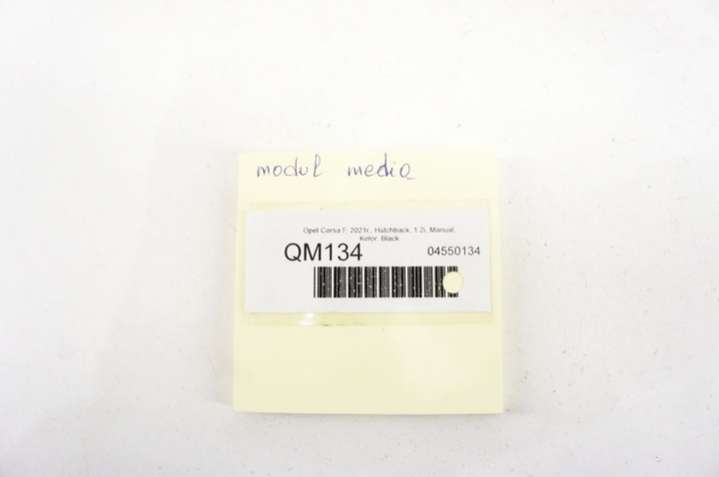 modul media
Opel Corsa F, 2021r., Hatchback, 1.2i, Manual,
Kolor: Black
QM134
04550134